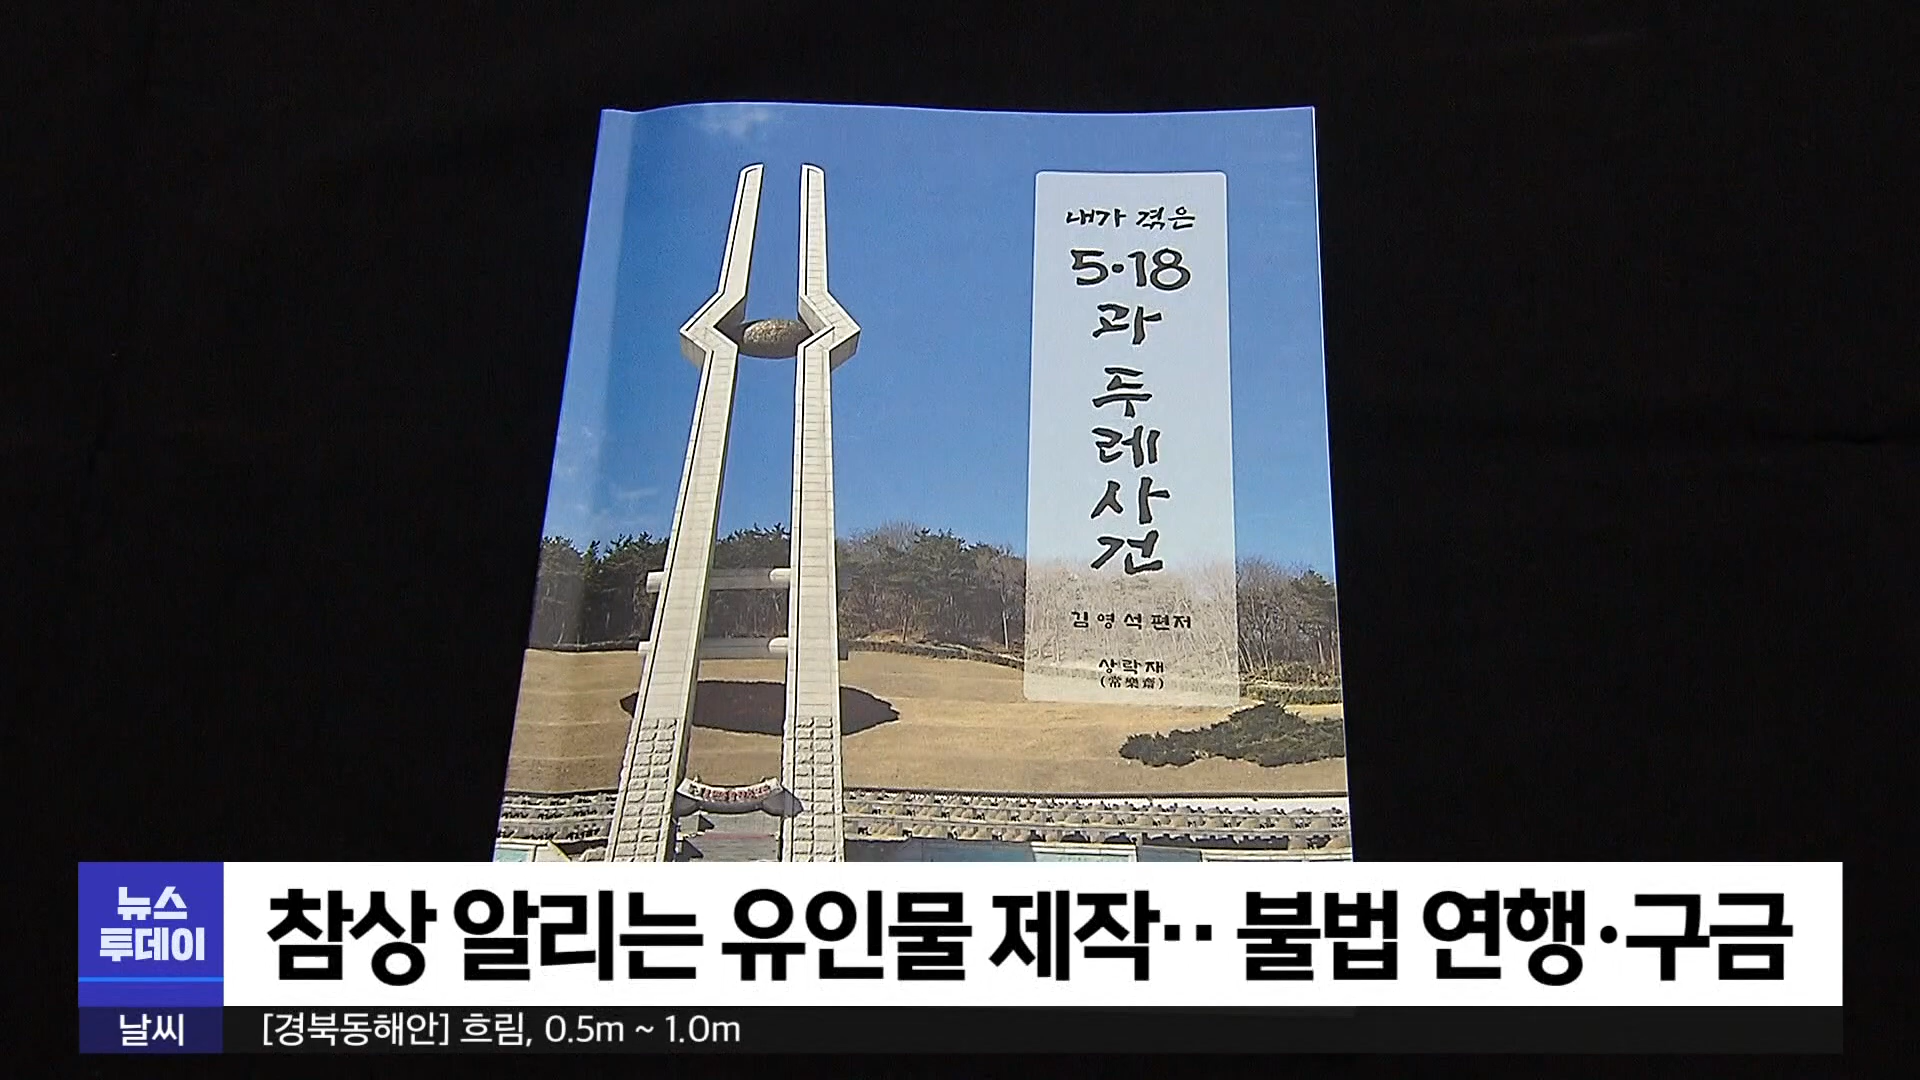 내가 겪은
5·18
과
두
레
사
건
김영석 편저
상락재
(常樂齋)
뉴스
투데이
참상 알리는 유인물 제작‥ 불법 연행·구금
날씨
[경북동해안] 흐림, 0.5m ~ 1.0m